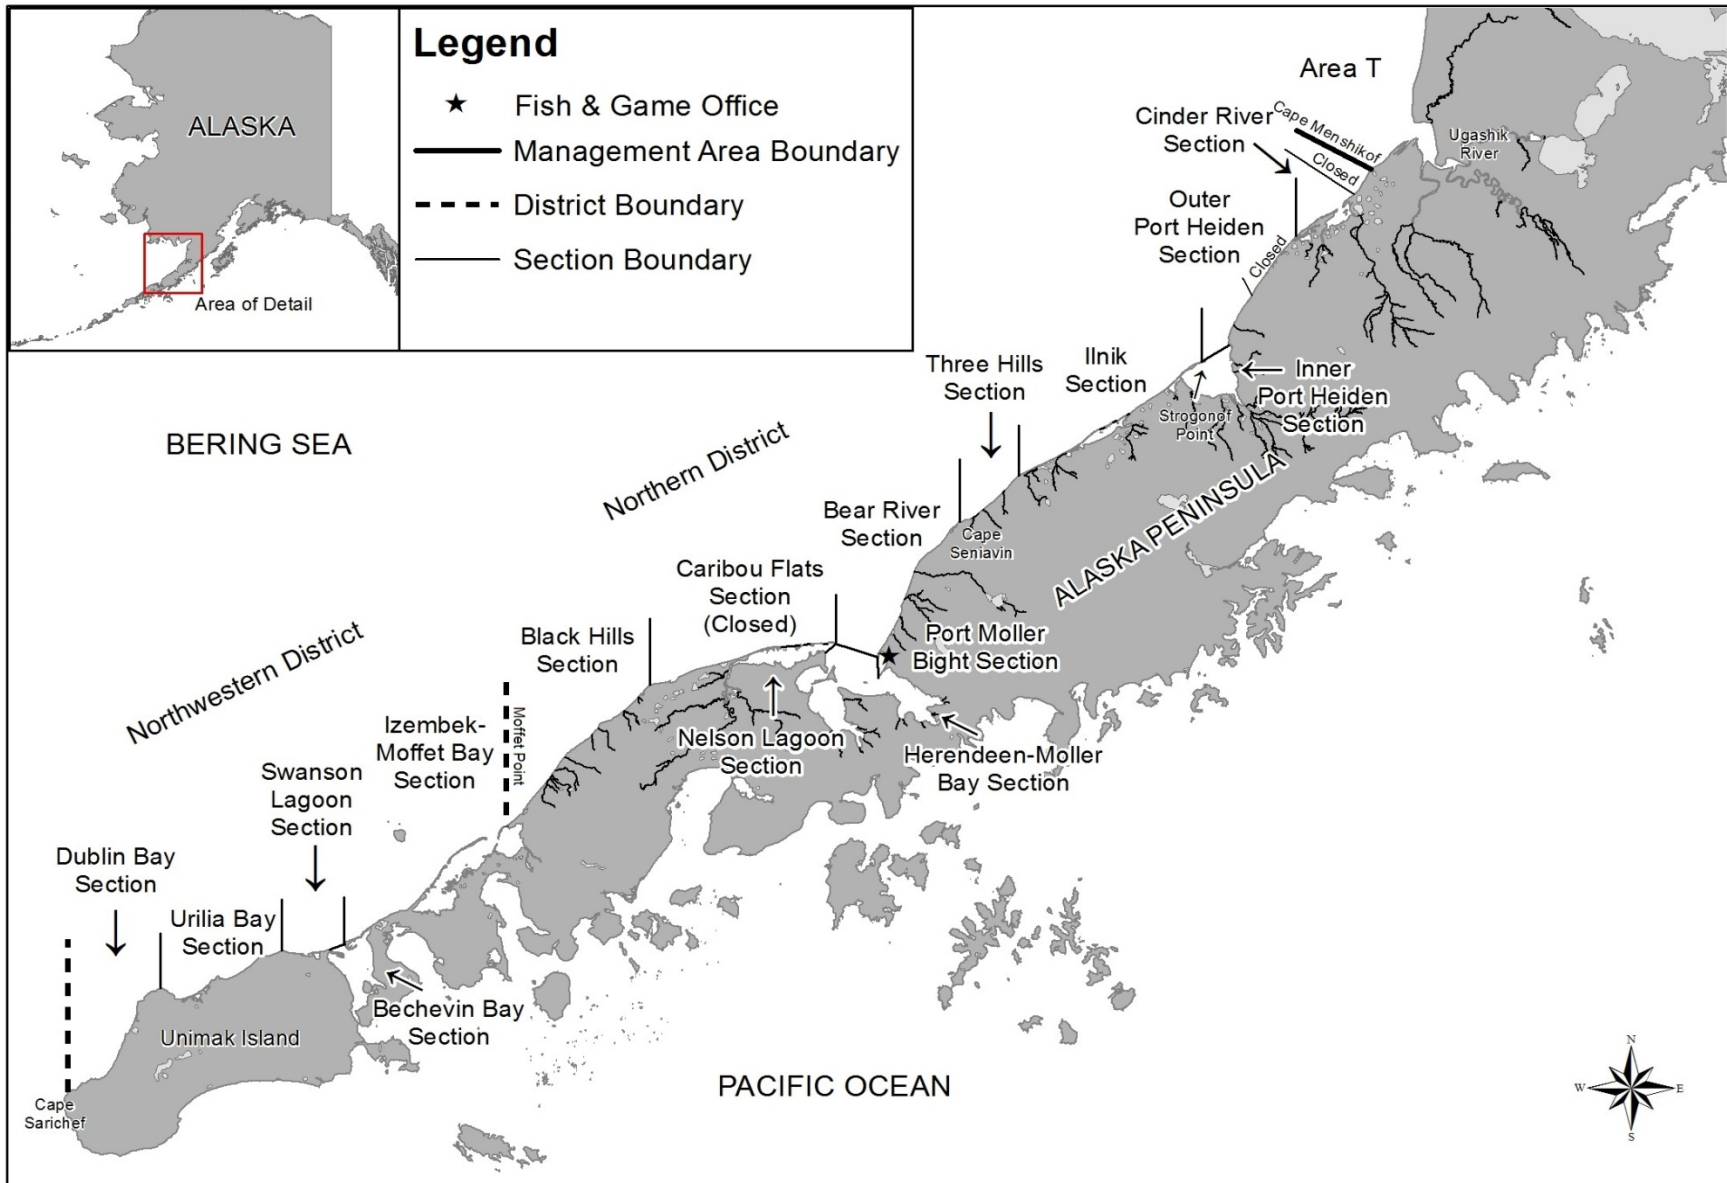 ALASKA
Area of Detail
Legend
Fish & Game Office
Management Area Boundary
District Boundary
Section Boundary
Area T
Cinder River
Section
Cape Menshikof
Closed
Ugashik
River
Outer
Port Heiden
Section
Closed
Inner
Port Heiden
Section
Ilnik
Section
Strogonof
Point
Three Hills
Section
BERING SEA
Northern District
Bear River
Section
Cape
Seniavin
ALASKA PENINSULA
Caribou Flats
Section
(Closed)
Port Moller
Bight Section
Black Hills
Section
Northwestern District
Nelson Lagoon
Section
Herendeen-Moller
Bay Section
Izembek-
Moffet Bay
Section
Moffet Point
Swanson
Lagoon
Section
Dublin Bay
Section
Urilia Bay
Section
Bechevin Bay
Section
Unimak Island
Cape
Sarichef
PACIFIC OCEAN
N
W
E
S